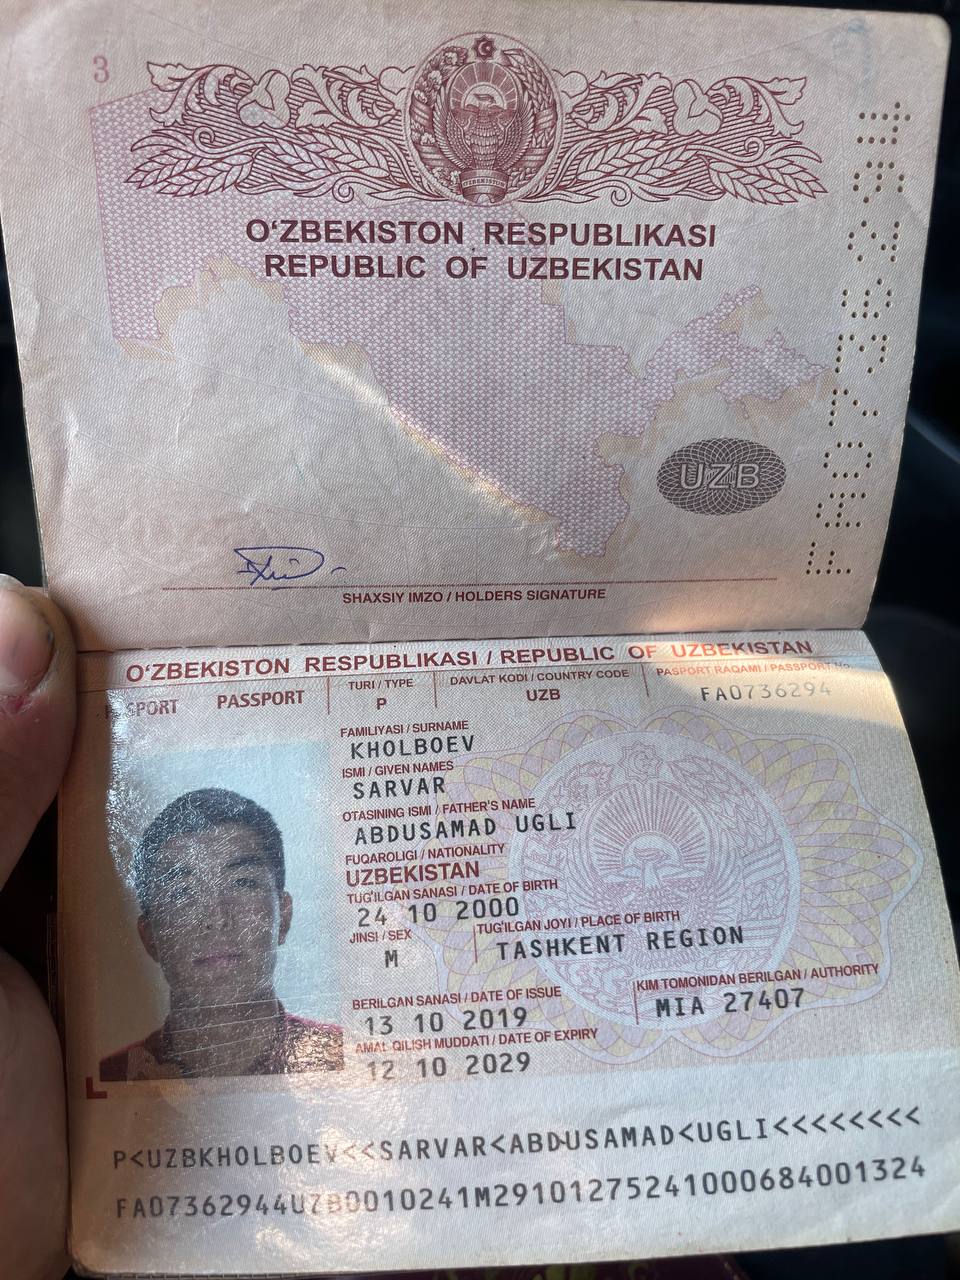 3
UZBEKISTON
O‘ZBEKISTON RESPUBLIKASI
REPUBLIC OF UZBEKISTAN
FA0736294
UZB
SHAXSIY IMZO / HOLDERS SIGNATURE
O‘ZBEKISTON RESPUBLIKASI / REPUBLIC OF UZBEKISTAN
PASPORT PASSPORT
TURI / TYPE
P
DAVLAT KODI / COUNTRY CODE
UZB
PASPORT RAQAMI / PASSPORT No.
FA0736294
FAMILIYASI / SURNAME
KHOLBOEV
ISMI / GIVEN NAMES
SARVAR
OTASINING ISMI / FATHER'S NAME
ABDUSAMAD UGLI
FUQAROLIGI / NATIONALITY
UZBEKISTAN
TUG‘ILGAN SANASI / DATE OF BIRTH
24 10 2000
JINSI / SEX
M
TUG‘ILGAN JOYI / PLACE OF BIRTH
TASHKENT REGION
BERILGAN SANASI / DATE OF ISSUE
13 10 2019
KIM TOMONIDAN BERILGAN / AUTHORITY
MIA 27407
AMAL QILISH MUDDATI / DATE OF EXPIRY
12 10 2029
P<UZBKHOLBOEV<<SARVAR<ABDUSAMAD<UGLI<<<<<<<<
FA07362944UZB0010241M29101275241000684001324